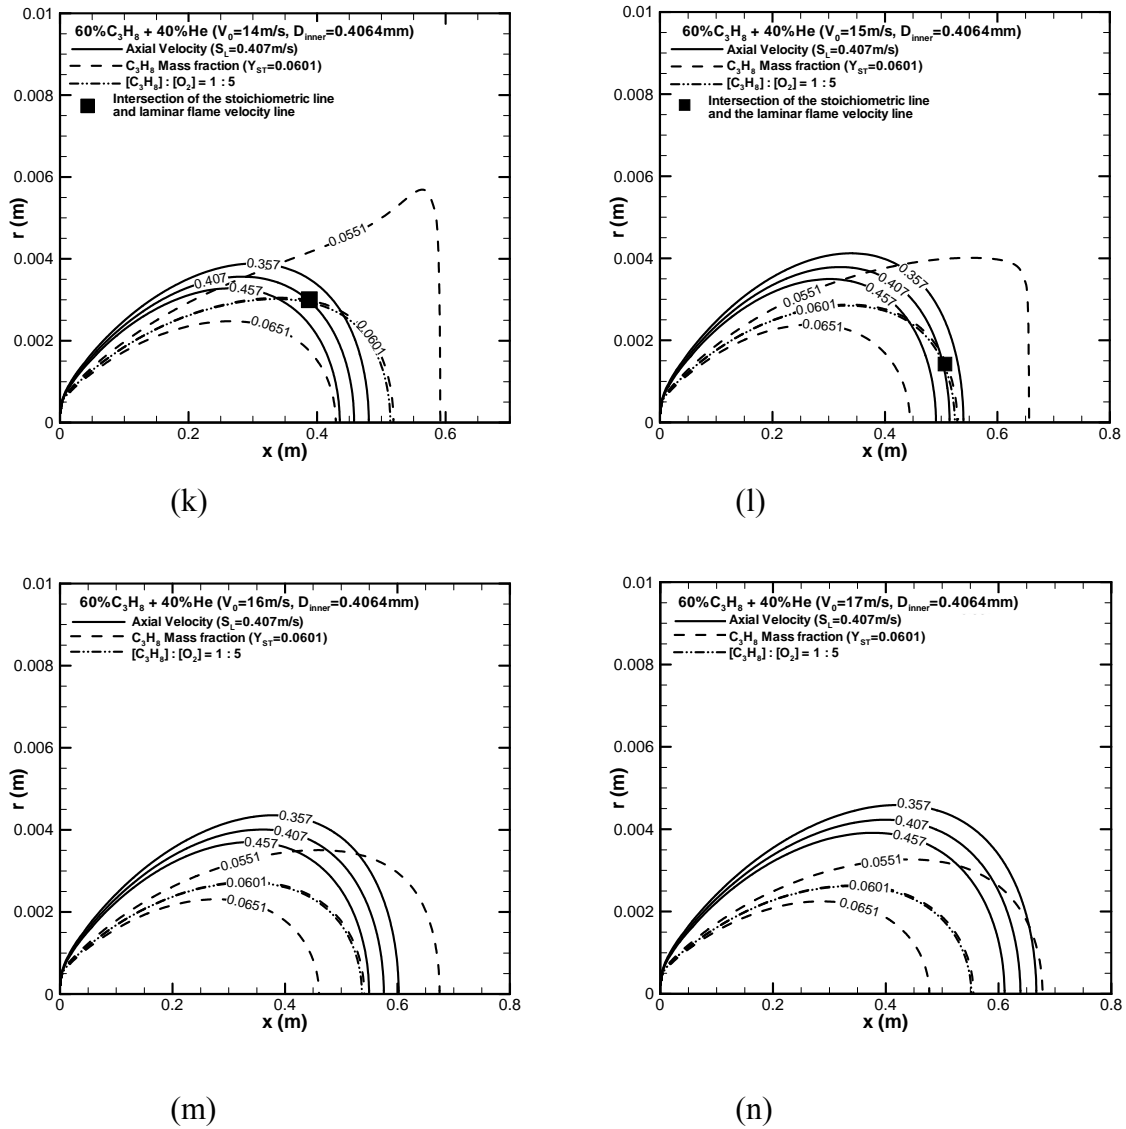 60%C3H8 + 40%He (V0=14m/s, Dinner=0.4064mm)
Axial Velocity (SL=0.407m/s)
C3H8 Mass fraction (YST=0.0601)
[C3H8] : [O2] = 1 : 5
Intersection of the stoichiometric line
and laminar flame velocity line
0.01
0.008
0.006
0.004
0.002
0
r (m)
0.0551
0.357
0.407
0.457
0.0601
0.0651
0 0.2 0.4 0.6
x (m)
(k)
60%C3H8 + 40%He (V0=15m/s, Dinner=0.4064mm)
Axial Velocity (SL=0.407m/s)
C3H8 Mass fraction (YST=0.0601)
[C3H8] : [O2] = 1 : 5
Intersection of the stoichiometric line
and the laminar flame velocity line
0.01
0.008
0.006
0.004
0.002
0
r (m)
0.357
0.407
0.457
0.0551
0.0601
0.0651
0 0.2 0.4 0.6 0.8
x (m)
(l)
60%C3H8 + 40%He (V0=16m/s, Dinner=0.4064mm)
Axial Velocity (SL=0.407m/s)
C3H8 Mass fraction (YST=0.0601)
[C3H8] : [O2] = 1 : 5
0.01
0.008
0.006
0.004
0.002
0
r (m)
0.357
0.407
0.457
0.0551
0.0601
0.0651
0 0.2 0.4 0.6 0.8
x (m)
(m)
60%C3H8 + 40%He (V0=17m/s, Dinner=0.4064mm)
Axial Velocity (SL=0.407m/s)
C3H8 Mass fraction (YST=0.0601)
[C3H8] : [O2] = 1 : 5
0.01
0.008
0.006
0.004
0.002
0
r (m)
0.357
0.407
0.457
0.0551
0.0601
0.0651
0 0.2 0.4 0.6 0.8
x (m)
(n)